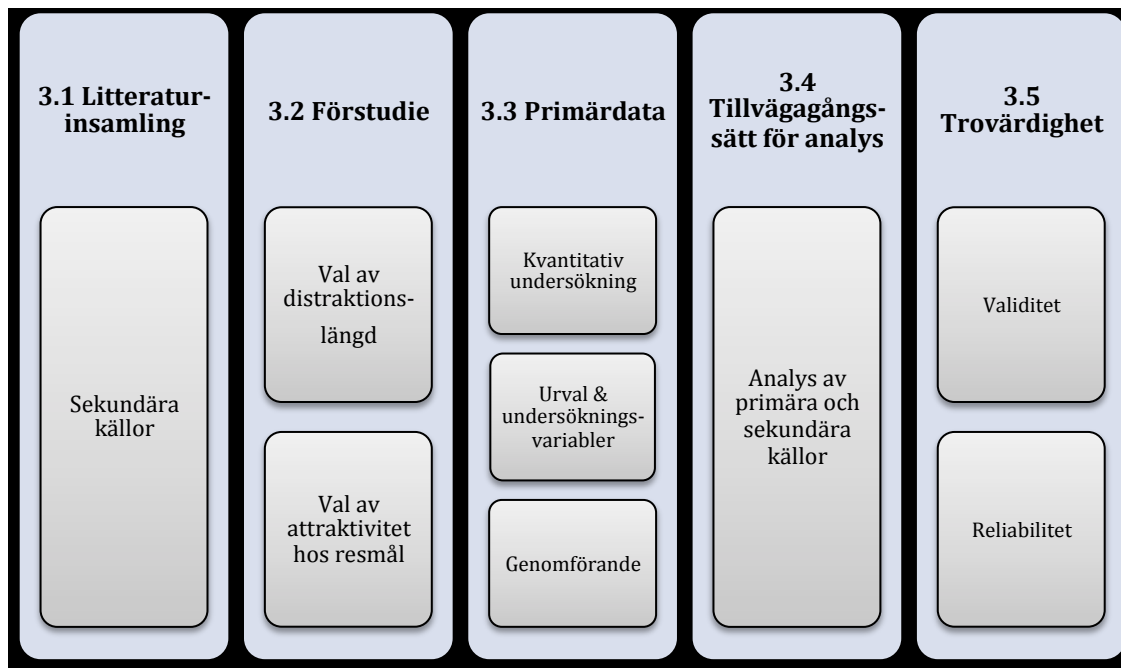 3.1 Litteratur-
insamling
Sekundära
källor
3.2 Förstudie
Val av
distraktions-
längd
Val av
attraktivitet
hos resmål
3.3 Primärdata
Kvantitativ
undersökning
Urval &
undersöknings-
variabler
Genomförande
3.4
Tillvägagångs-
sätt för analys
Analys av
primära och
sekundära
källor
3.5
Trovärdighet
Validitet
Reliabilitet